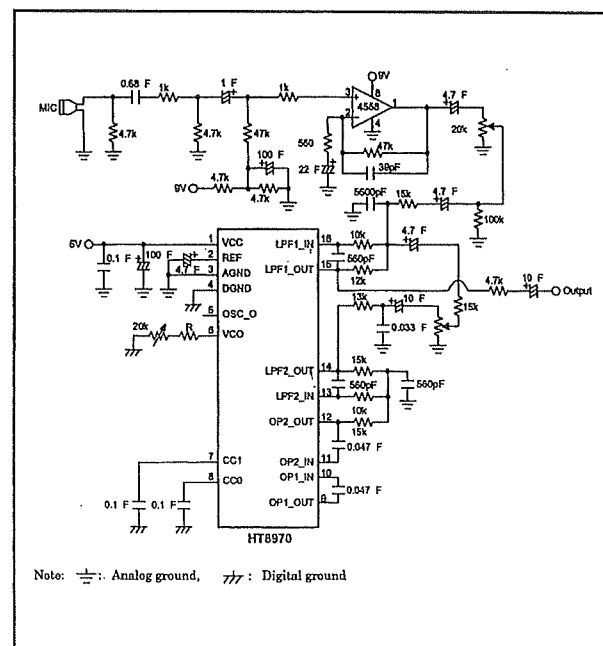 9V
0.68 F
1k
1 F
1k
3
8
4558
1
4.7 F
MIC
2
4
20k
4.7k
4.7k
47k
560
47k
100 F
22 F
39pF
9V
4.7k
4.7k
5600pF
15k
4.7 F
100k
5V
1
VCC
LPF1_IN
16
10k
4.7 F
0.1 F
100 F
2
REF
560pF
4.7 F
3
AGND
LPF1_OUT
15
12k
4
DGND
4.7k
10 F
Output
13k
10 F
15k
5
OSC_O
20k
R
6
VCO
0.033 F
LPF2_OUT
14
15k
560pF
560pF
LPF2_IN
13
10k
OP2_OUT
12
15k
0.047 F
7
CC1
OP2_IN
11
8
CC0
OP1_IN
10
0.047 F
0.1 F
0.1 F
OP1_OUT
9
HT8970
Note: : Analog ground, : Digital ground